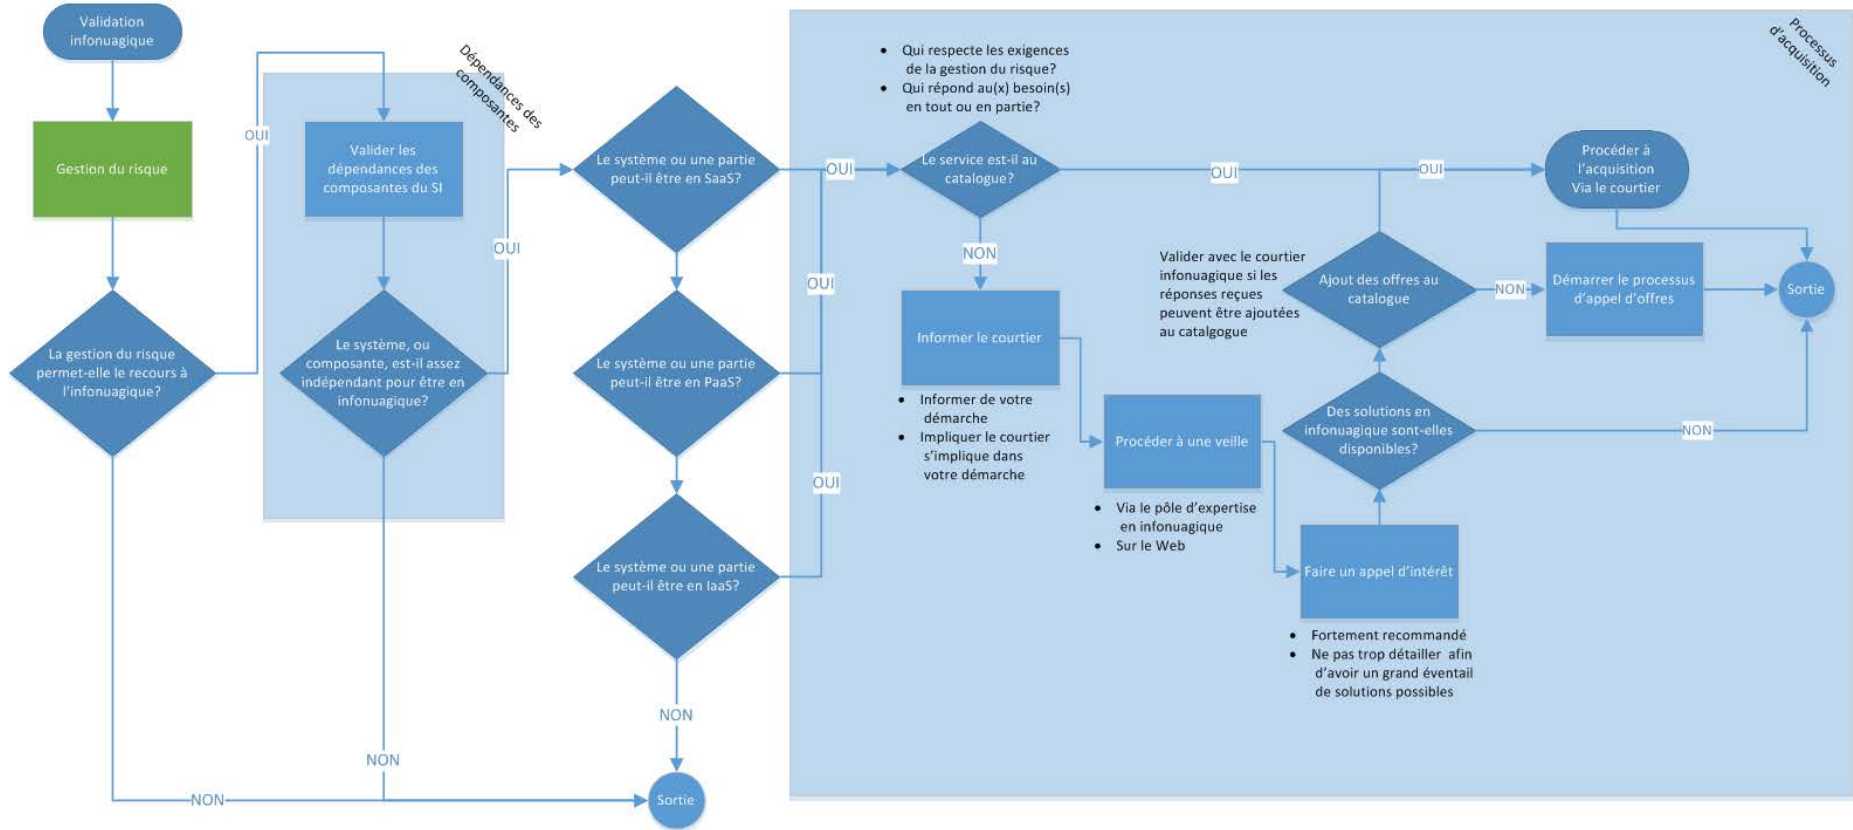 Validation
infonuagique
Gestion du risque
La gestion du risque
permet-elle le recours à
l'infonuagique?
OUI
NON
Dépendances des
composantes
Valider les
dépendances des
composantes du SI
Le système, ou
composante, est-il assez
indépendant pour être en
infonuagique?
OUI
NON
Le système ou une partie
peut-il être en SaaS?
OUI
Le système ou une partie
peut-il être en PaaS?
OUI
Le système ou une partie
peut-il être en IaaS?
OUI
NON
Sortie
Processus
d'acquisition
• Qui respecte les exigences
de la gestion du risque?
• Qui répond au(x) besoin(s)
en tout ou en partie?
Le service est-il au
catalogue?
OUI
NON
Informer le courtier
• Informer de votre
démarche
• Impliquer le courtier
s'implique dans
votre démarche
Procéder à une veille
• Via le pôle d'expertise
en infonuagique
• Sur le Web
Faire un appel d'intérêt
• Fortement recommandé
• Ne pas trop détailler afin
d'avoir un grand éventail
de solutions possibles
Des solutions en
infonuagique sont-elles
disponibles?
NON
Valider avec le courtier
infonuagique si les
réponses reçues
peuvent être ajoutées
au catalgogue
Ajout des offres au
catalogue
OUI
NON
Démarrer le processus
d'appel d'offres
Procéder à
l'acquisition
Via le courtier
Sortie